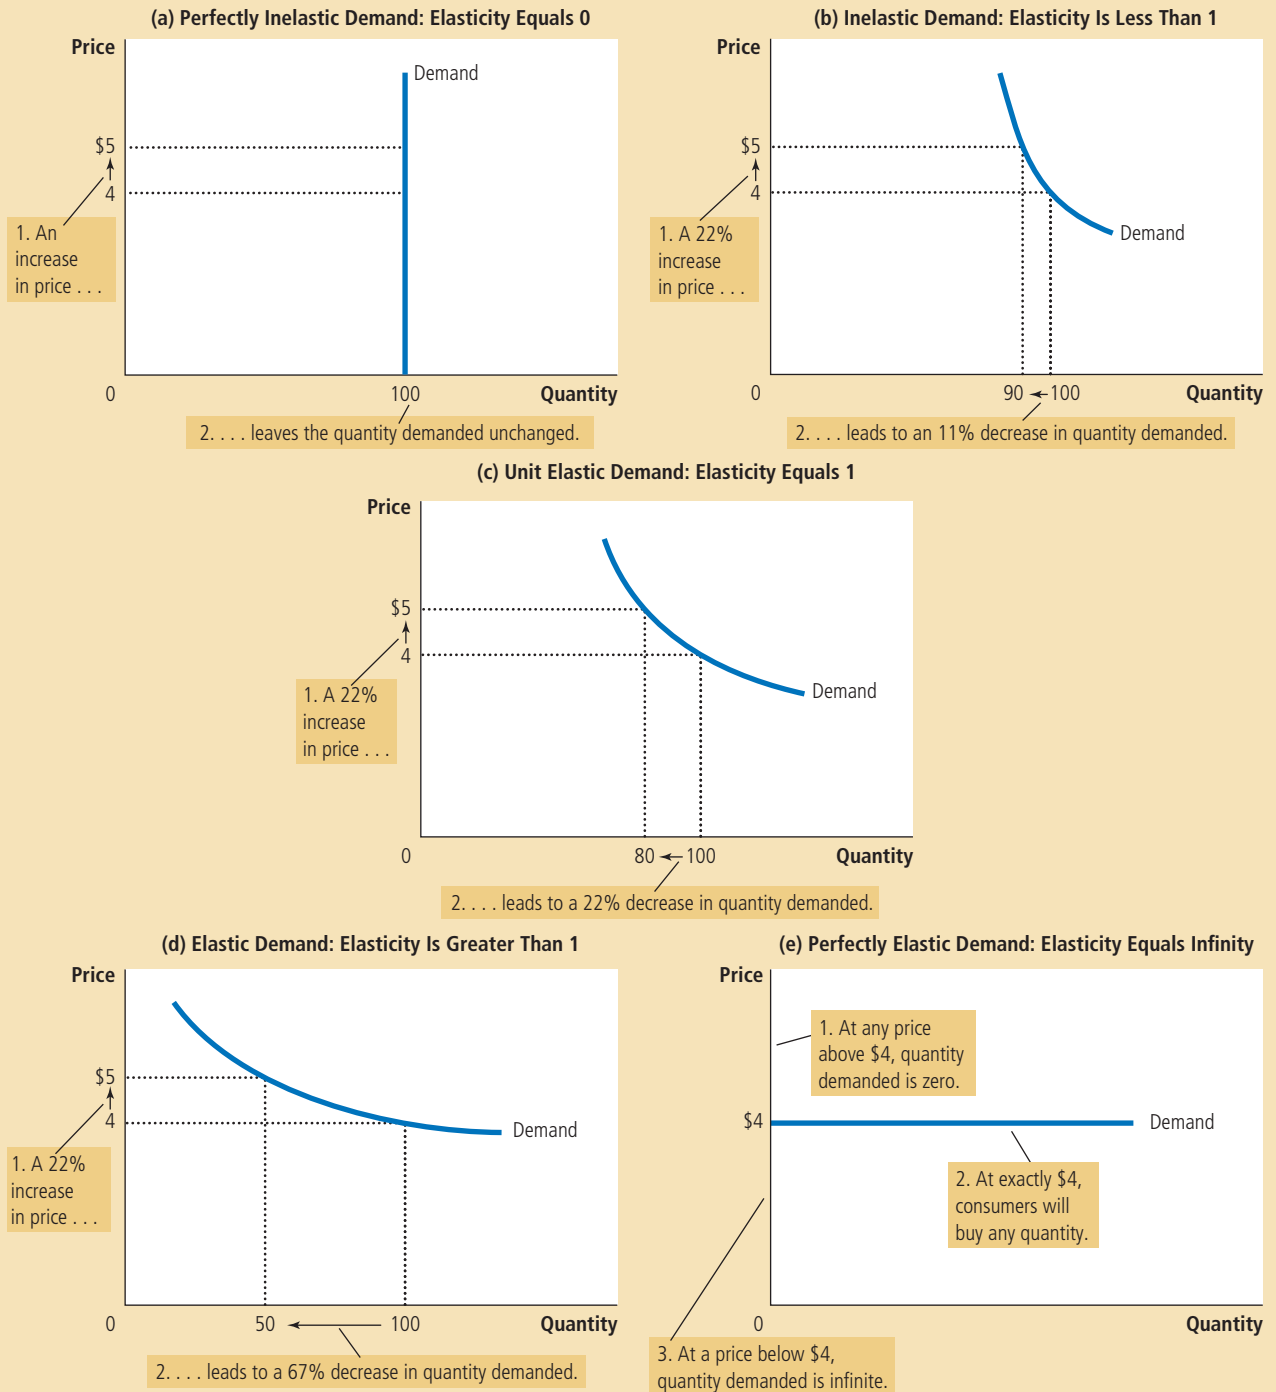 (a) Perfectly Inelastic Demand: Elasticity Equals 0
Price
Demand
$5
4
1. An
increase
in price . . .
0
100
Quantity
2. . . . leaves the quantity demanded unchanged.
(b) Inelastic Demand: Elasticity Is Less Than 1
Price
$5
4
Demand
1. A 22%
increase
in price . . .
0
90
100
Quantity
2. . . . leads to an 11% decrease in quantity demanded.
(c) Unit Elastic Demand: Elasticity Equals 1
Price
$5
4
Demand
1. A 22%
increase
in price . . .
0
80
100
Quantity
2. . . . leads to a 22% decrease in quantity demanded.
(d) Elastic Demand: Elasticity Is Greater Than 1
Price
$5
4
Demand
1. A 22%
increase
in price . . .
0
50
100
Quantity
2. . . . leads to a 67% decrease in quantity demanded.
(e) Perfectly Elastic Demand: Elasticity Equals Infinity
Price
1. At any price
above $4, quantity
demanded is zero.
$4
Demand
2. At exactly $4,
consumers will
buy any quantity.
0
Quantity
3. At a price below $4,
quantity demanded is infinite.